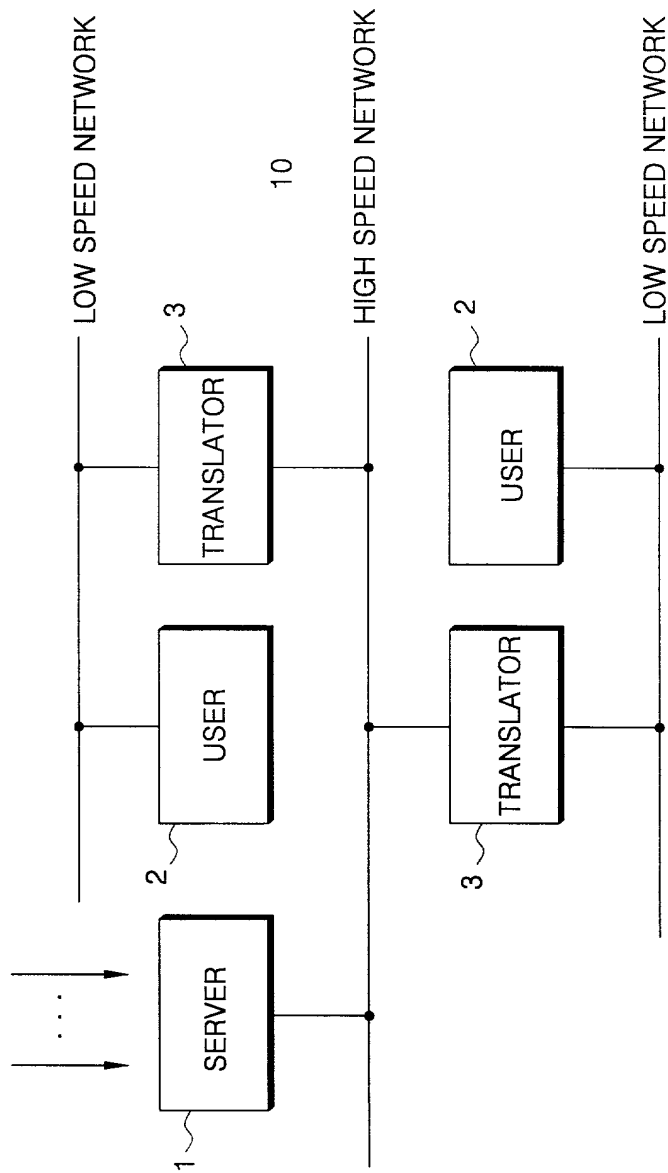 LOW SPEED NETWORK
3
TRANSLATOR
USER
2
10
HIGH SPEED NETWORK
. . .
SERVER
1
2
USER
TRANSLATOR
3
LOW SPEED NETWORK